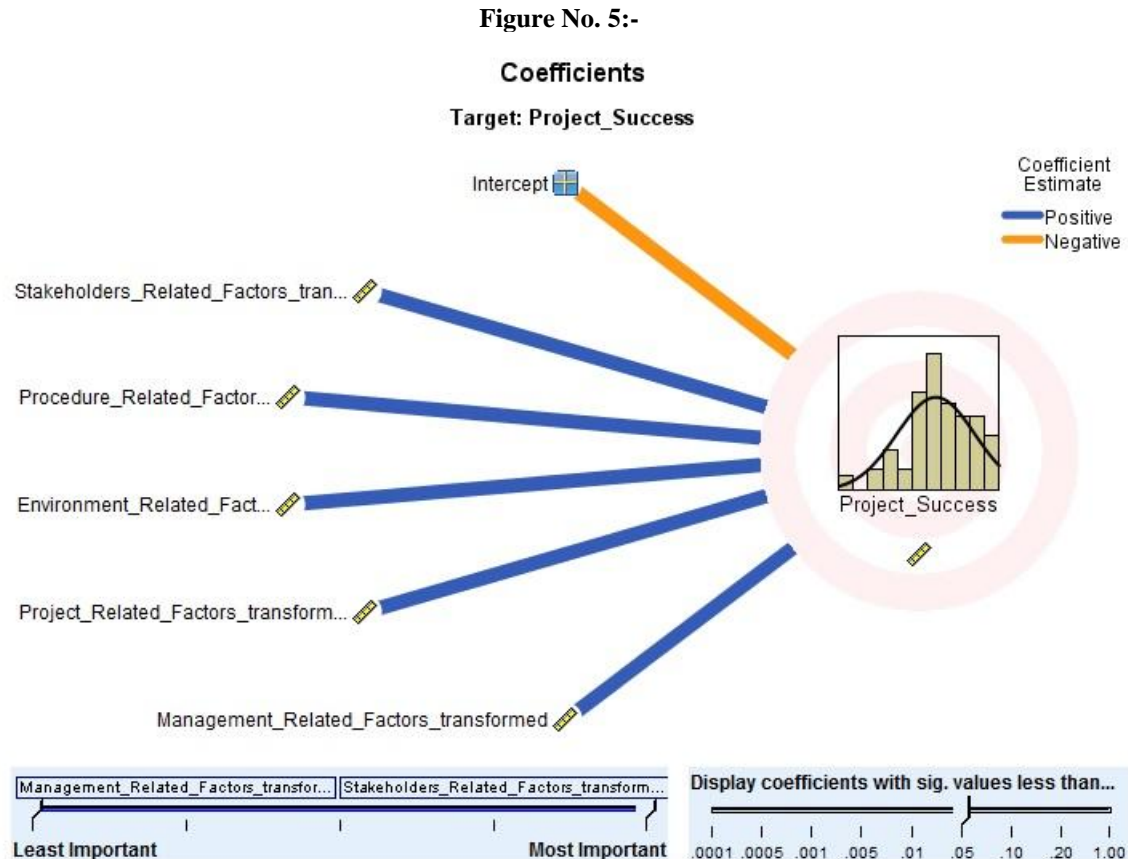 Figure No. 5:-
Coefficients
Target: Project_Success
Coefficient
Estimate
Positive
Negative
Intercept
Stakeholders_Related_Factors_tran...
Procedure_Related_Factor...
Environment_Related_Fact...
Project_Related_Factors_transform...
Management_Related_Factors_transformed
Project_Success
Management_Related_Factors_transfor...
Stakeholders_Related_Factors_transform...
Least Important
Most Important
Display coefficients with sig. values less than...
.0001 .0005 .001 .005 .01 .05 .10 .20 1.00